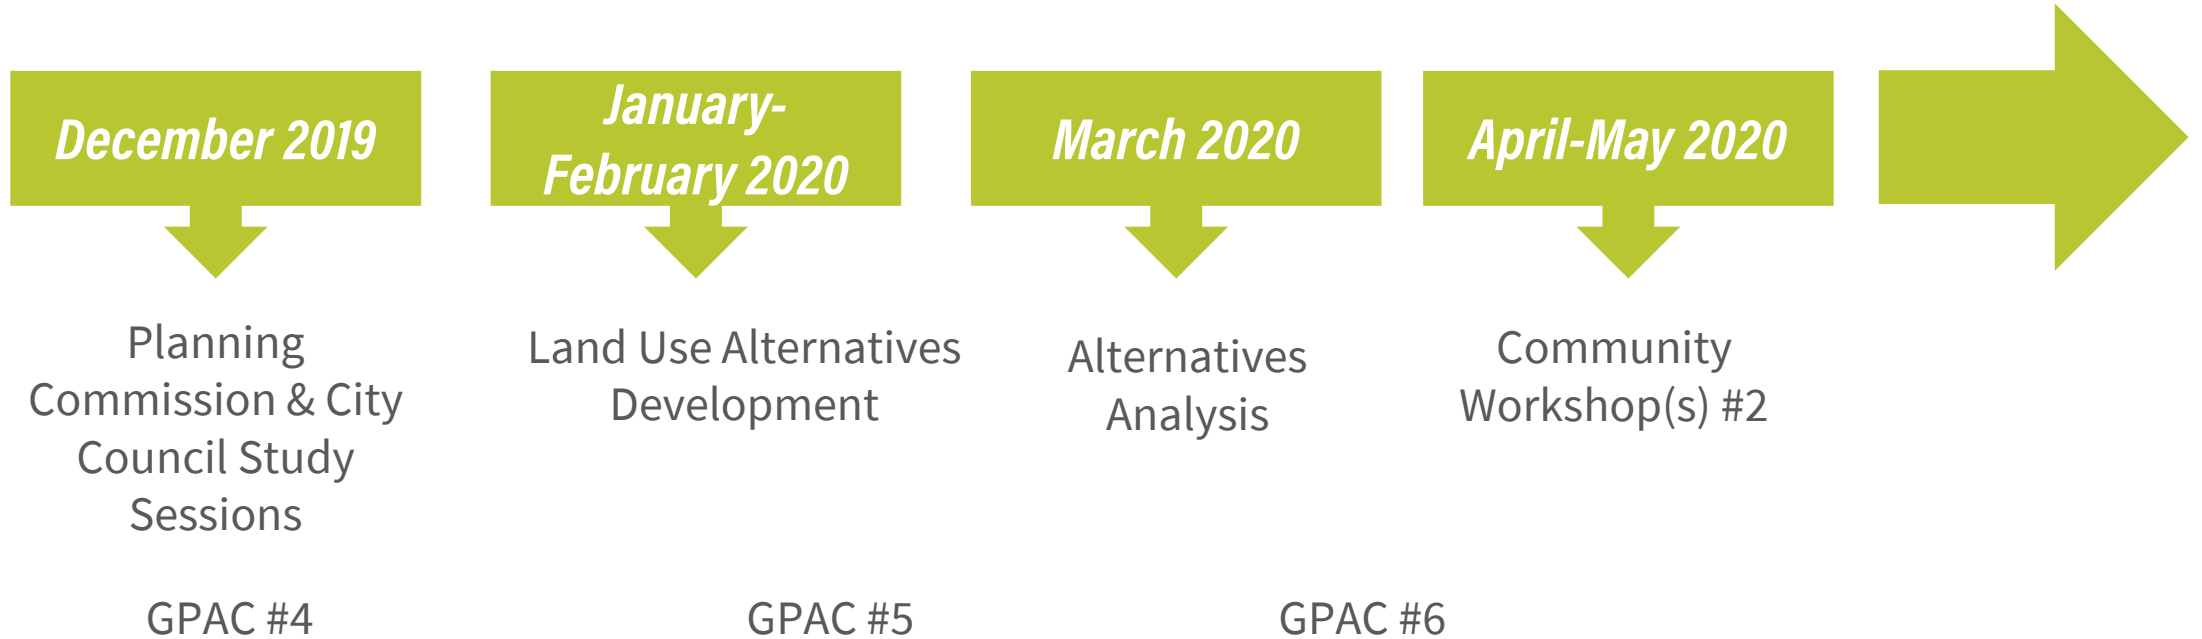 December 2019
January-
February 2020
March 2020
April-May 2020
Planning
Commission & City
Council Study
Sessions
Land Use Alternatives
Development
Alternatives
Analysis
Community
Workshop(s) #2
GPAC #4
GPAC #5
GPAC #6